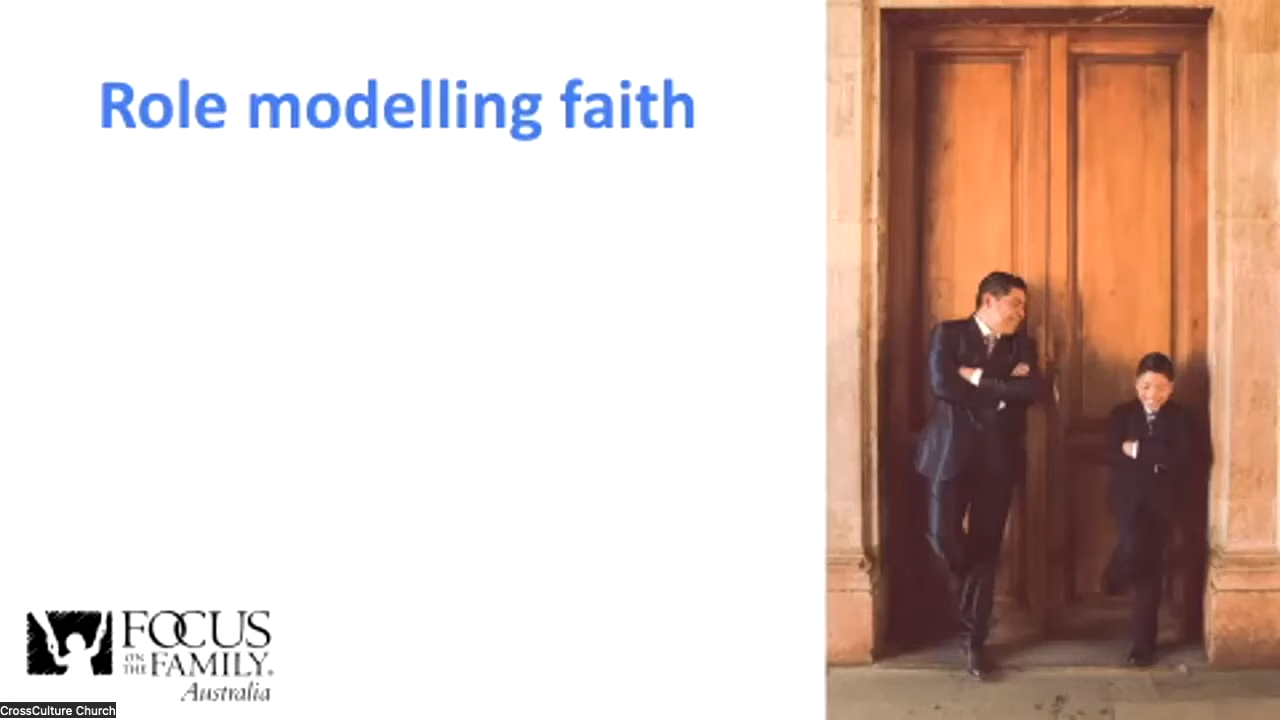 Role modelling faith
FOCUS
ON THE FAMILY.
Australia
CrossCulture Church